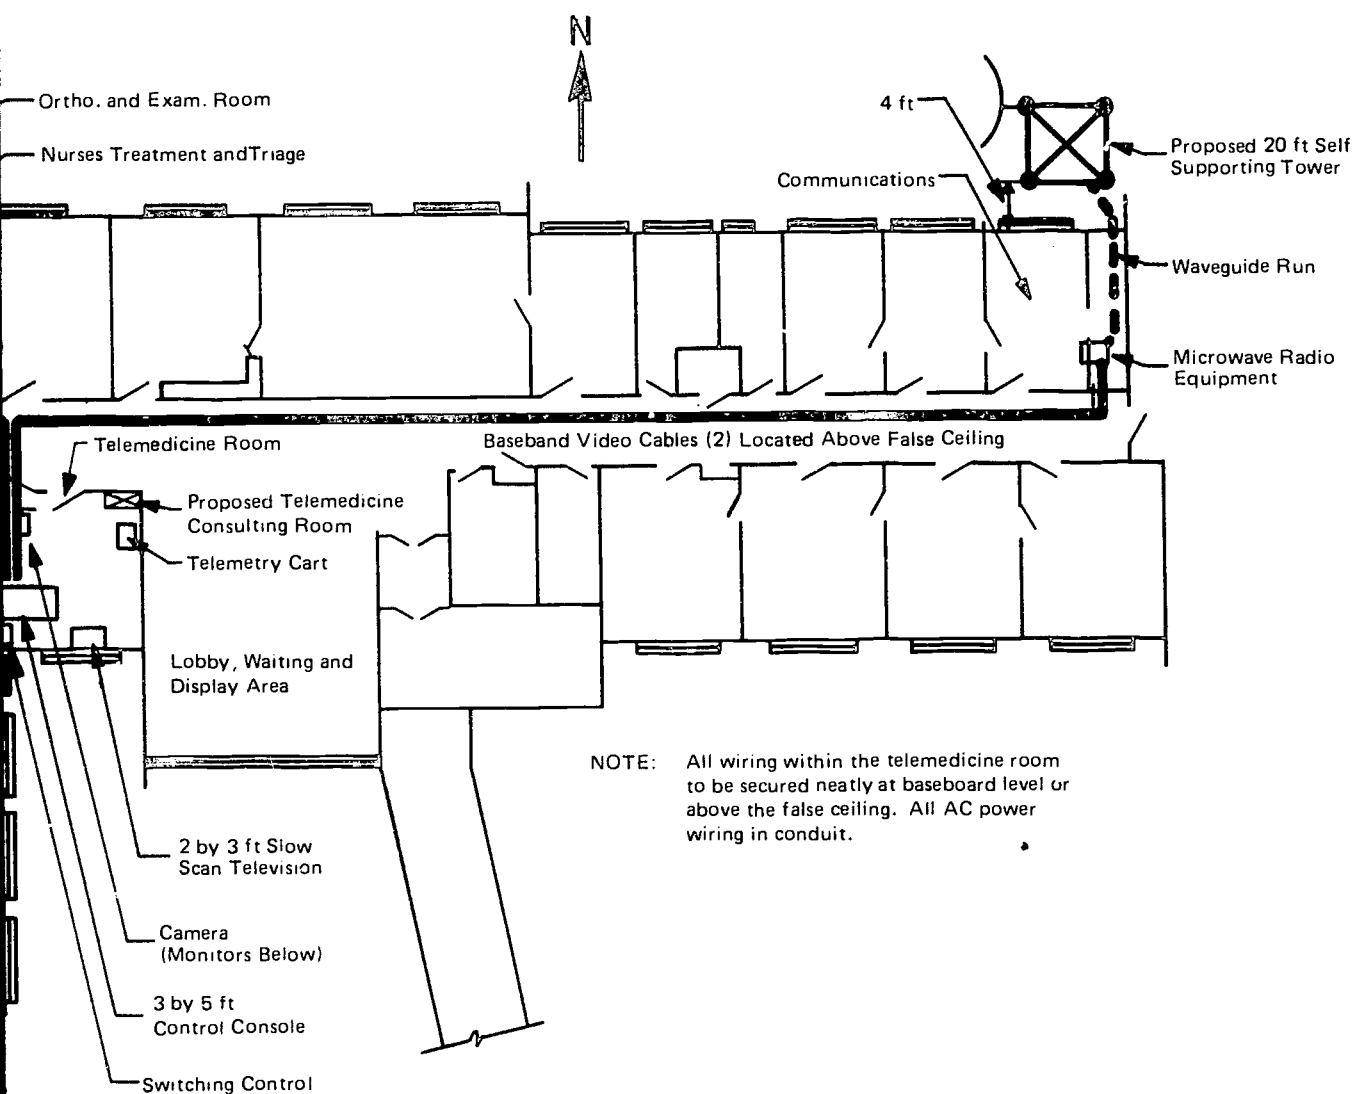 N
Ortho. and Exam. Room
4 ft
Nurses Treatment and Triage
Proposed 20 ft Self
Supporting Tower
Communications
Waveguide Run
Microwave Radio
Equipment
Telemedicine Room
Baseband Video Cables (2) Located Above False Ceiling
Proposed Telemedicine
Consulting Room
Telemetry Cart
Lobby, Waiting and
Display Area
NOTE: All wiring within the telemedicine room
to be secured neatly at baseboard level or
above the false ceiling. All AC power
wiring in conduit.
2 by 3 ft Slow
Scan Television
Camera
(Monitors Below)
3 by 5 ft
Control Console
Switching Control